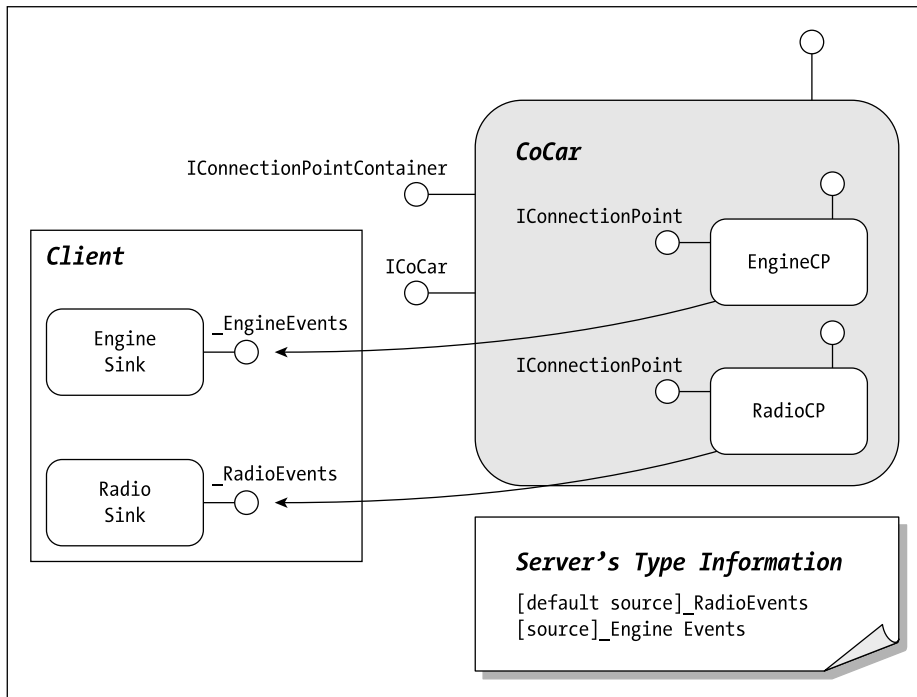 CoCar
IConnectionPointContainer
IConnectionPoint
EngineCP
ICoCar
IConnectionPoint
RadioCP
Client
Engine
Sink
_EngineEvents
Radio
Sink
_RadioEvents
Server's Type Information
[default source]_RadioEvents
[source]_Engine Events